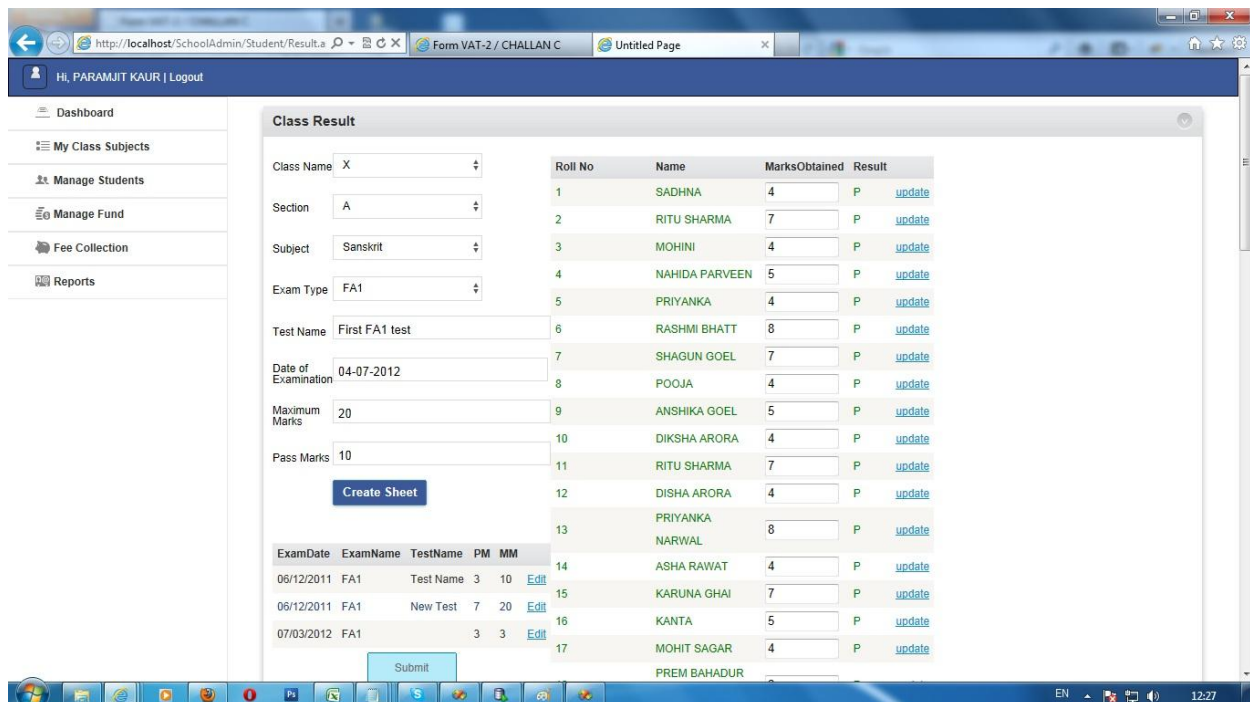 Form VAT-2 / CHALLAN C
http://localhost/SchoolAdmin/Student/Result.a
Form VAT-2 / CHALLAN C
Untitled Page
Hi, PARAMJIT KAUR | Logout
Dashboard
My Class Subjects
Manage Students
Manage Fund
Fee Collection
Reports
Class Result
Class Name X
Section A
Subject Sanskrit
Exam Type FA1
Test Name First FA1 test
Date of
Examination 04-07-2012
Maximum
Marks 20
Pass Marks 10
Create Sheet
ExamDate ExamName TestName PM MM
06/12/2011 FA1 Test Name 3 10 Edit
06/12/2011 FA1 New Test 7 20 Edit
07/03/2012 FA1 3 3 Edit
Submit
Roll No Name MarksObtained Result
1 SADHNA 4 P update
2 RITU SHARMA 7 P update
3 MOHINI 4 P update
4 NAHIDA PARVEEN 5 P update
5 PRIYANKA 4 P update
6 RASHMI BHATT 8 P update
7 SHAGUN GOEL 7 P update
8 POOJA 4 P update
9 ANSHIKA GOEL 5 P update
10 DIKSHA ARORA 4 P update
11 RITU SHARMA 7 P update
12 DISHA ARORA 4 P update
13 PRIYANKA
NARWAL 8 P update
14 ASHA RAWAT 4 P update
15 KARUNA GHAI 7 P update
16 KANTA 5 P update
17 MOHIT SAGAR 4 P update
PREM BAHADUR
EN 12:27